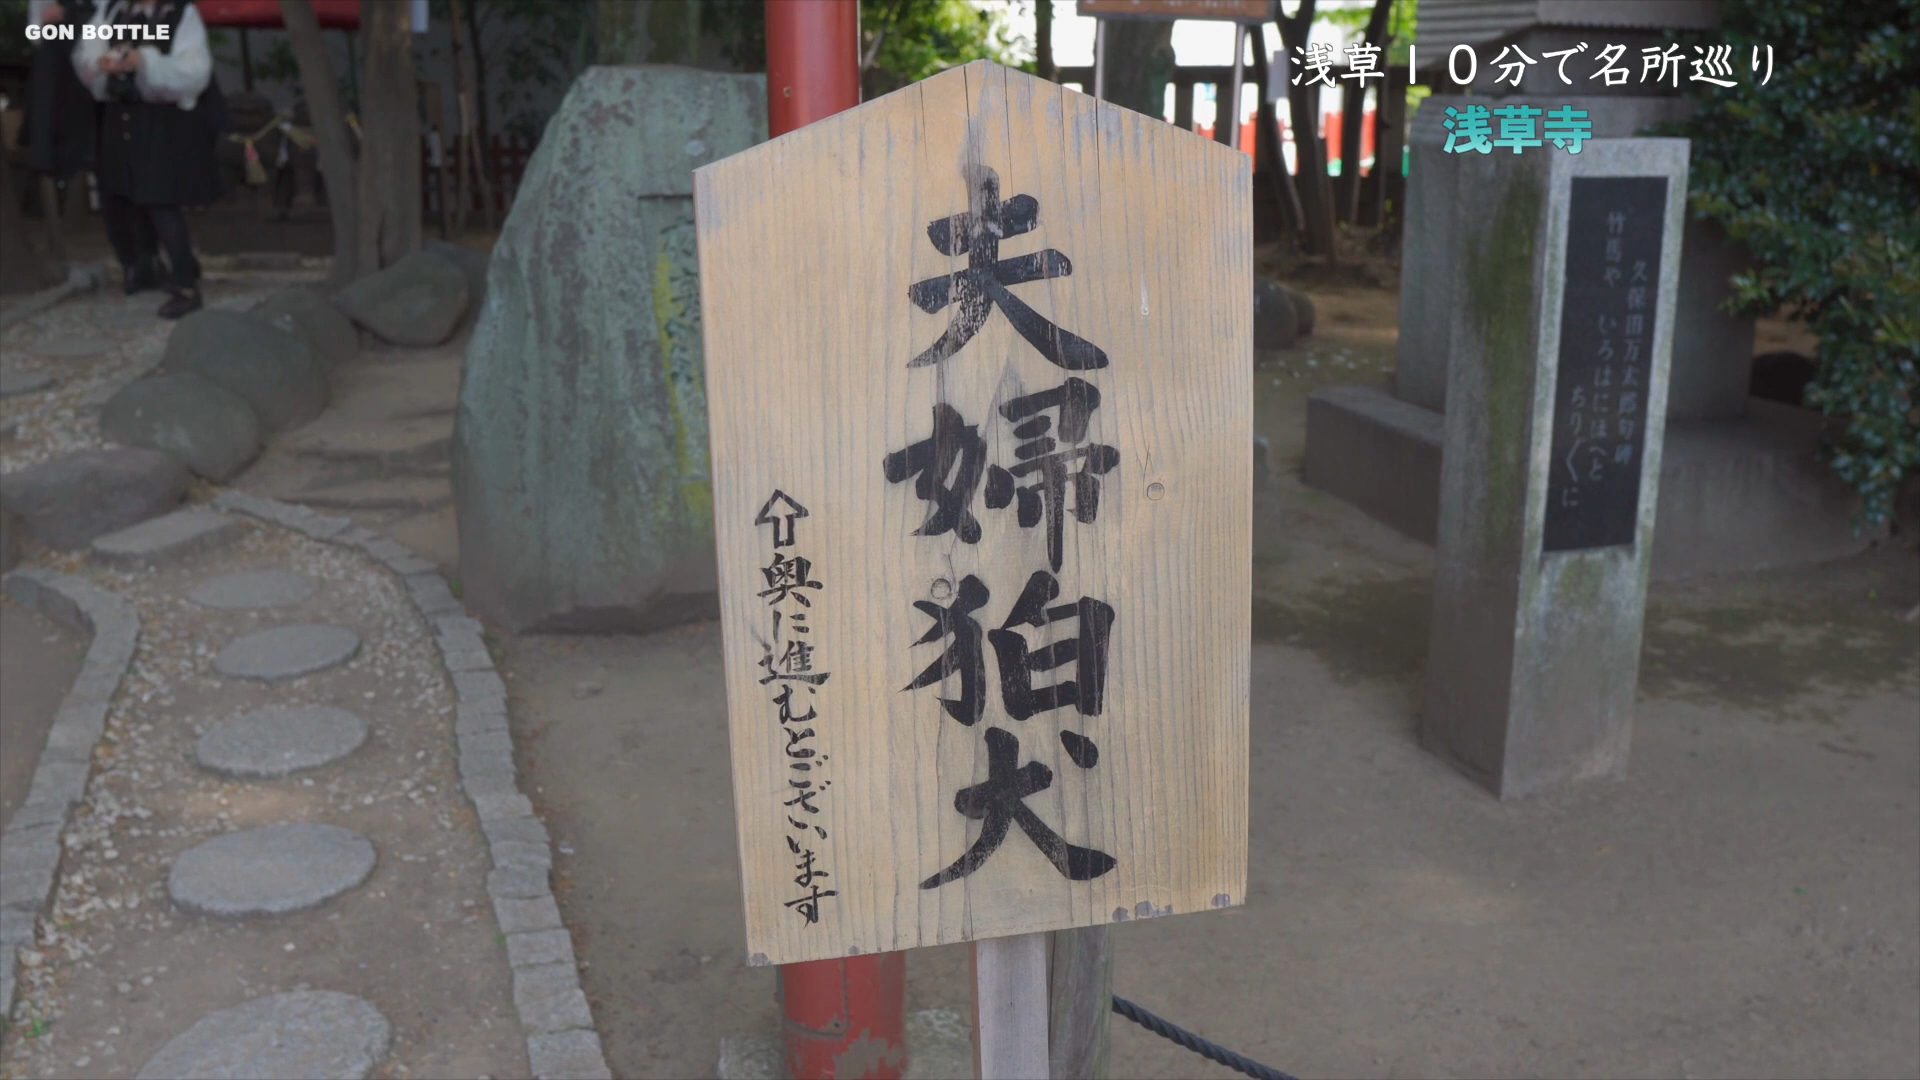 GON BOTTLE
浅草10分で名所巡り
浅草寺
夫婦狛犬
⇧奥に進むとございます
久保田万太郎句碑
竹馬や いろはにほへと
ちり〱に